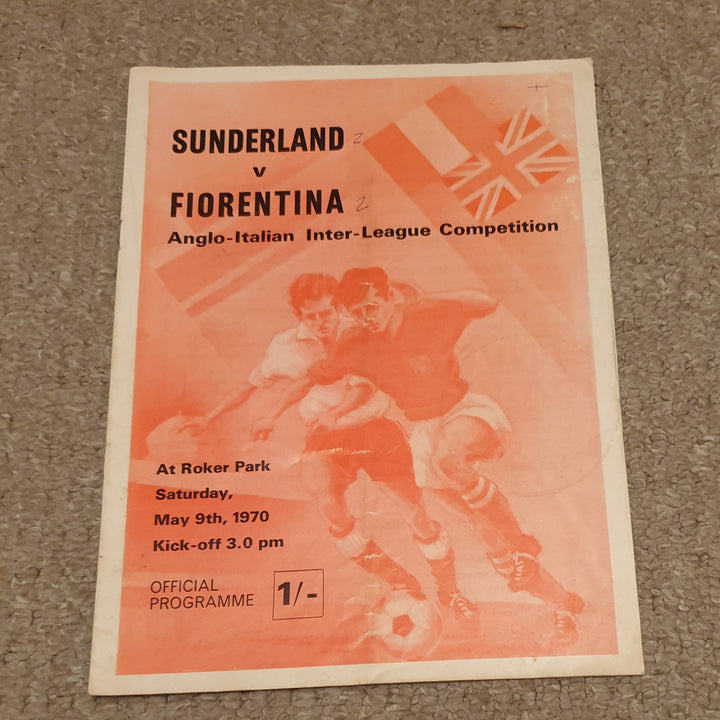 SUNDERLAND 2
v
FIORENTINA 2
Anglo-Italian Inter-League Competition
At Roker Park
Saturday,
May 9th, 1970
Kick-off 3.0 pm
OFFICIAL
PROGRAMME 1/-